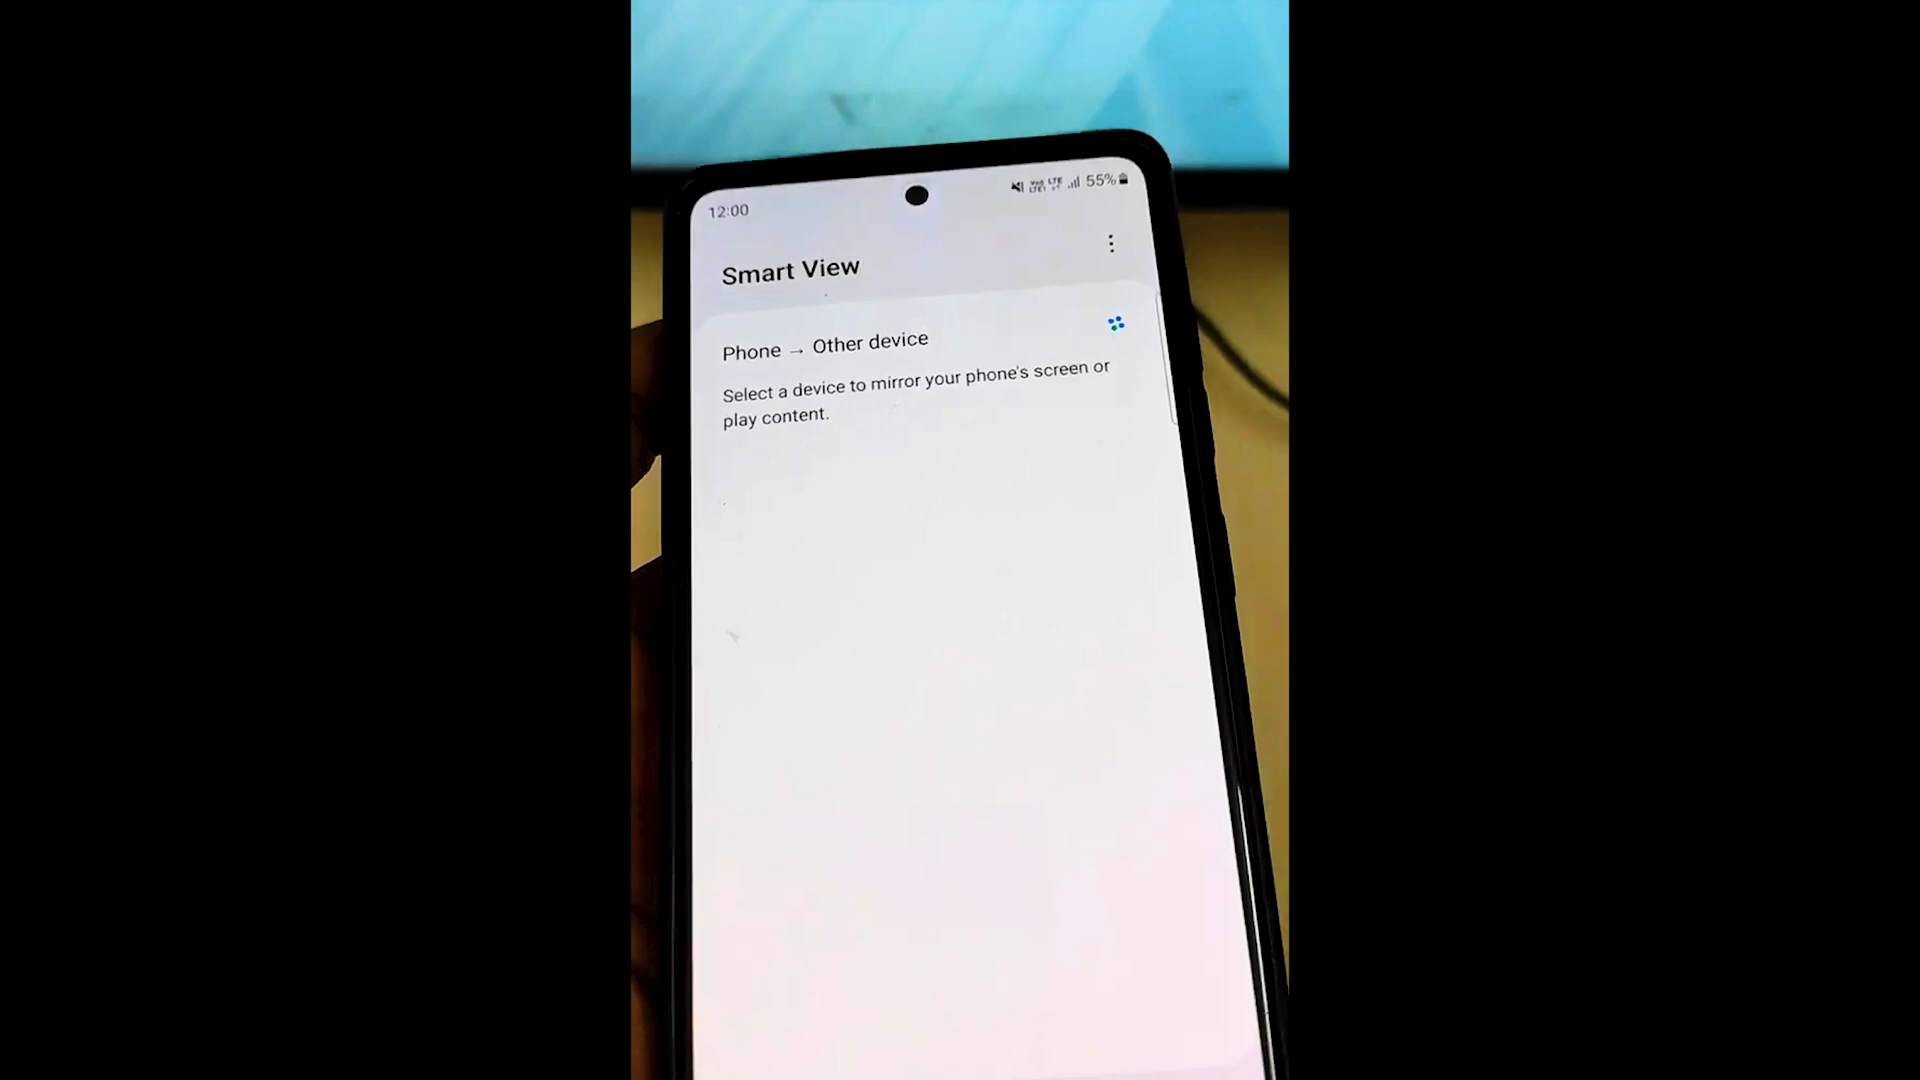 12:00
55%
Smart View
Phone → Other device
Select a device to mirror your phone's screen or
play content.